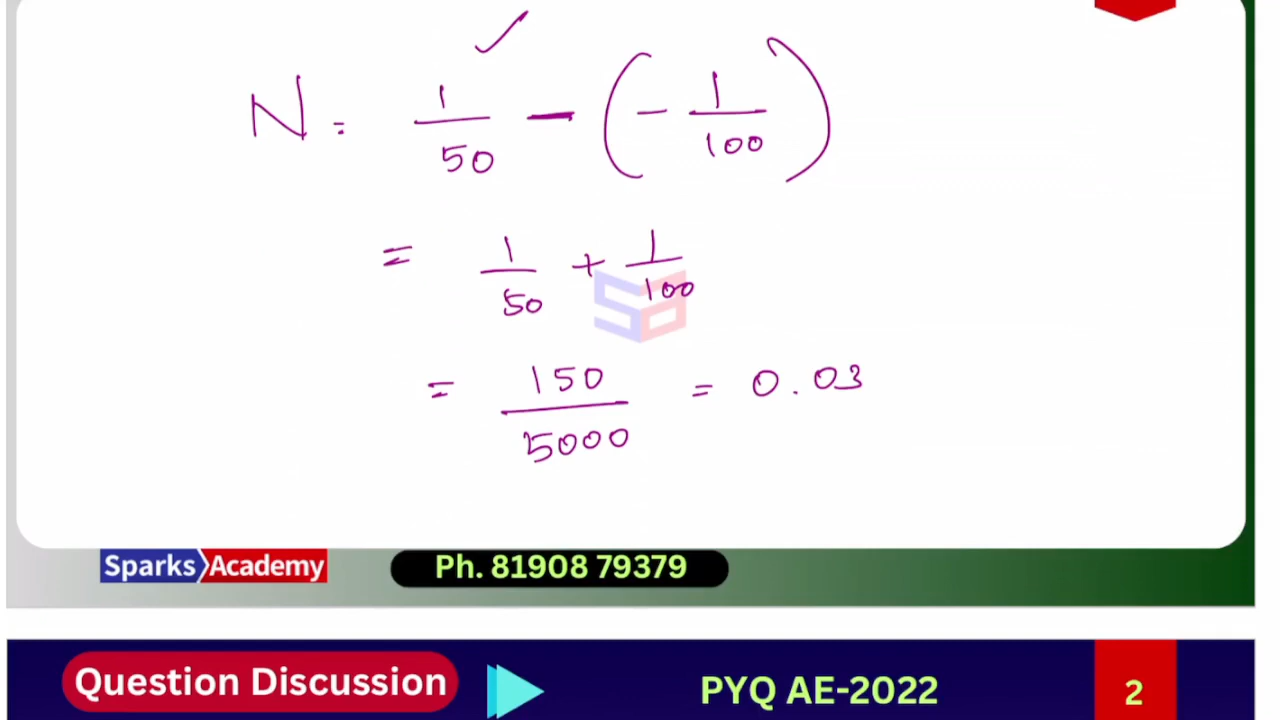 N = 1/50 - (- 1/100)
= 1/50 + 1/100
= 150/5000 = 0.03
Sparks Academy
Ph. 81908 79379
Question Discussion
PYQ AE-2022
2